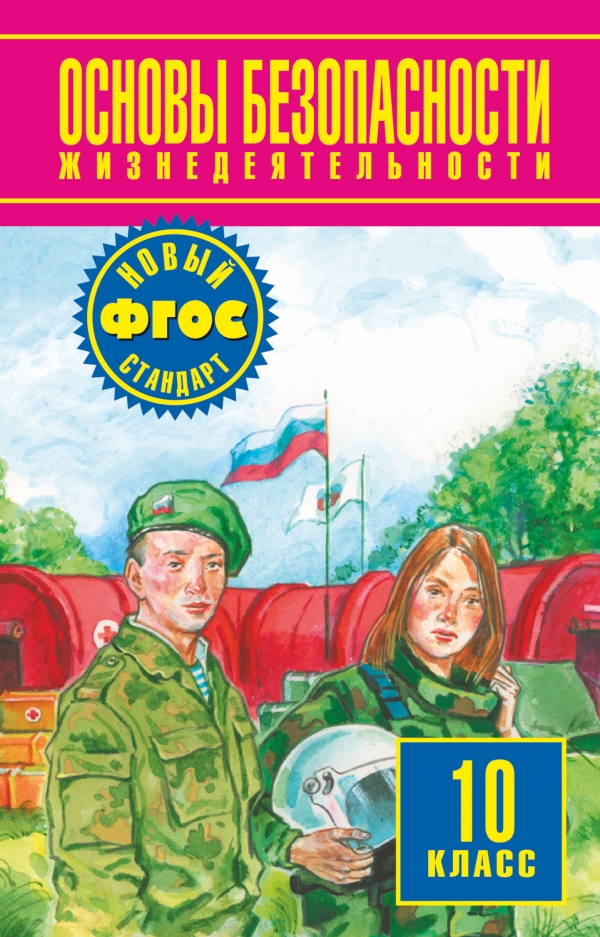 ОСНОВЫ БЕЗОПАСНОСТИ
ЖИЗНЕДЕЯТЕЛЬНОСТИ
НОВЫЙ
ФГОС
СТАНДАРТ
10
КЛАСС